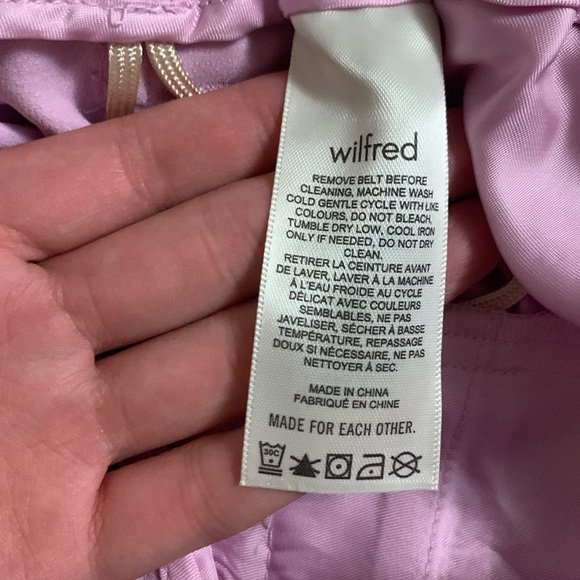 wilfred
REMOVE BELT BEFORE
CLEANING, MACHINE WASH
COLD GENTLE CYCLE WITH LIKE
COLOURS, DO NOT BLEACH,
TUMBLE DRY LOW, COOL IRON
ONLY IF NEEDED, DO NOT DRY
CLEAN.
RETIRER LA CEINTURE AVANT
DE LAVER, LAVER À LA MACHINE
À L'EAU FROIDE AU CYCLE
DÉLICAT AVEC COULEURS
SEMBLABLES, NE PAS
JAVELISER, SÉCHER À BASSE
TEMPÉRATURE, REPASSAGE
DOUX SI NÉCESSAIRE, NE PAS
NETTOYER À SEC.
MADE IN CHINA
FABRIQUÉ EN CHINE
MADE FOR EACH OTHER.
30C